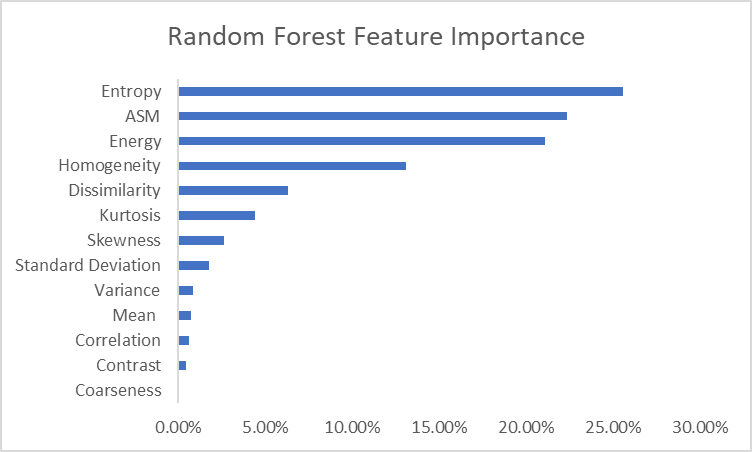 Random Forest Feature Importance
Entropy
ASM
Energy
Homogeneity
Dissimilarity
Kurtosis
Skewness
Standard Deviation
Variance
Mean
Correlation
Contrast
Coarseness
0.00% 5.00% 10.00% 15.00% 20.00% 25.00% 30.00%